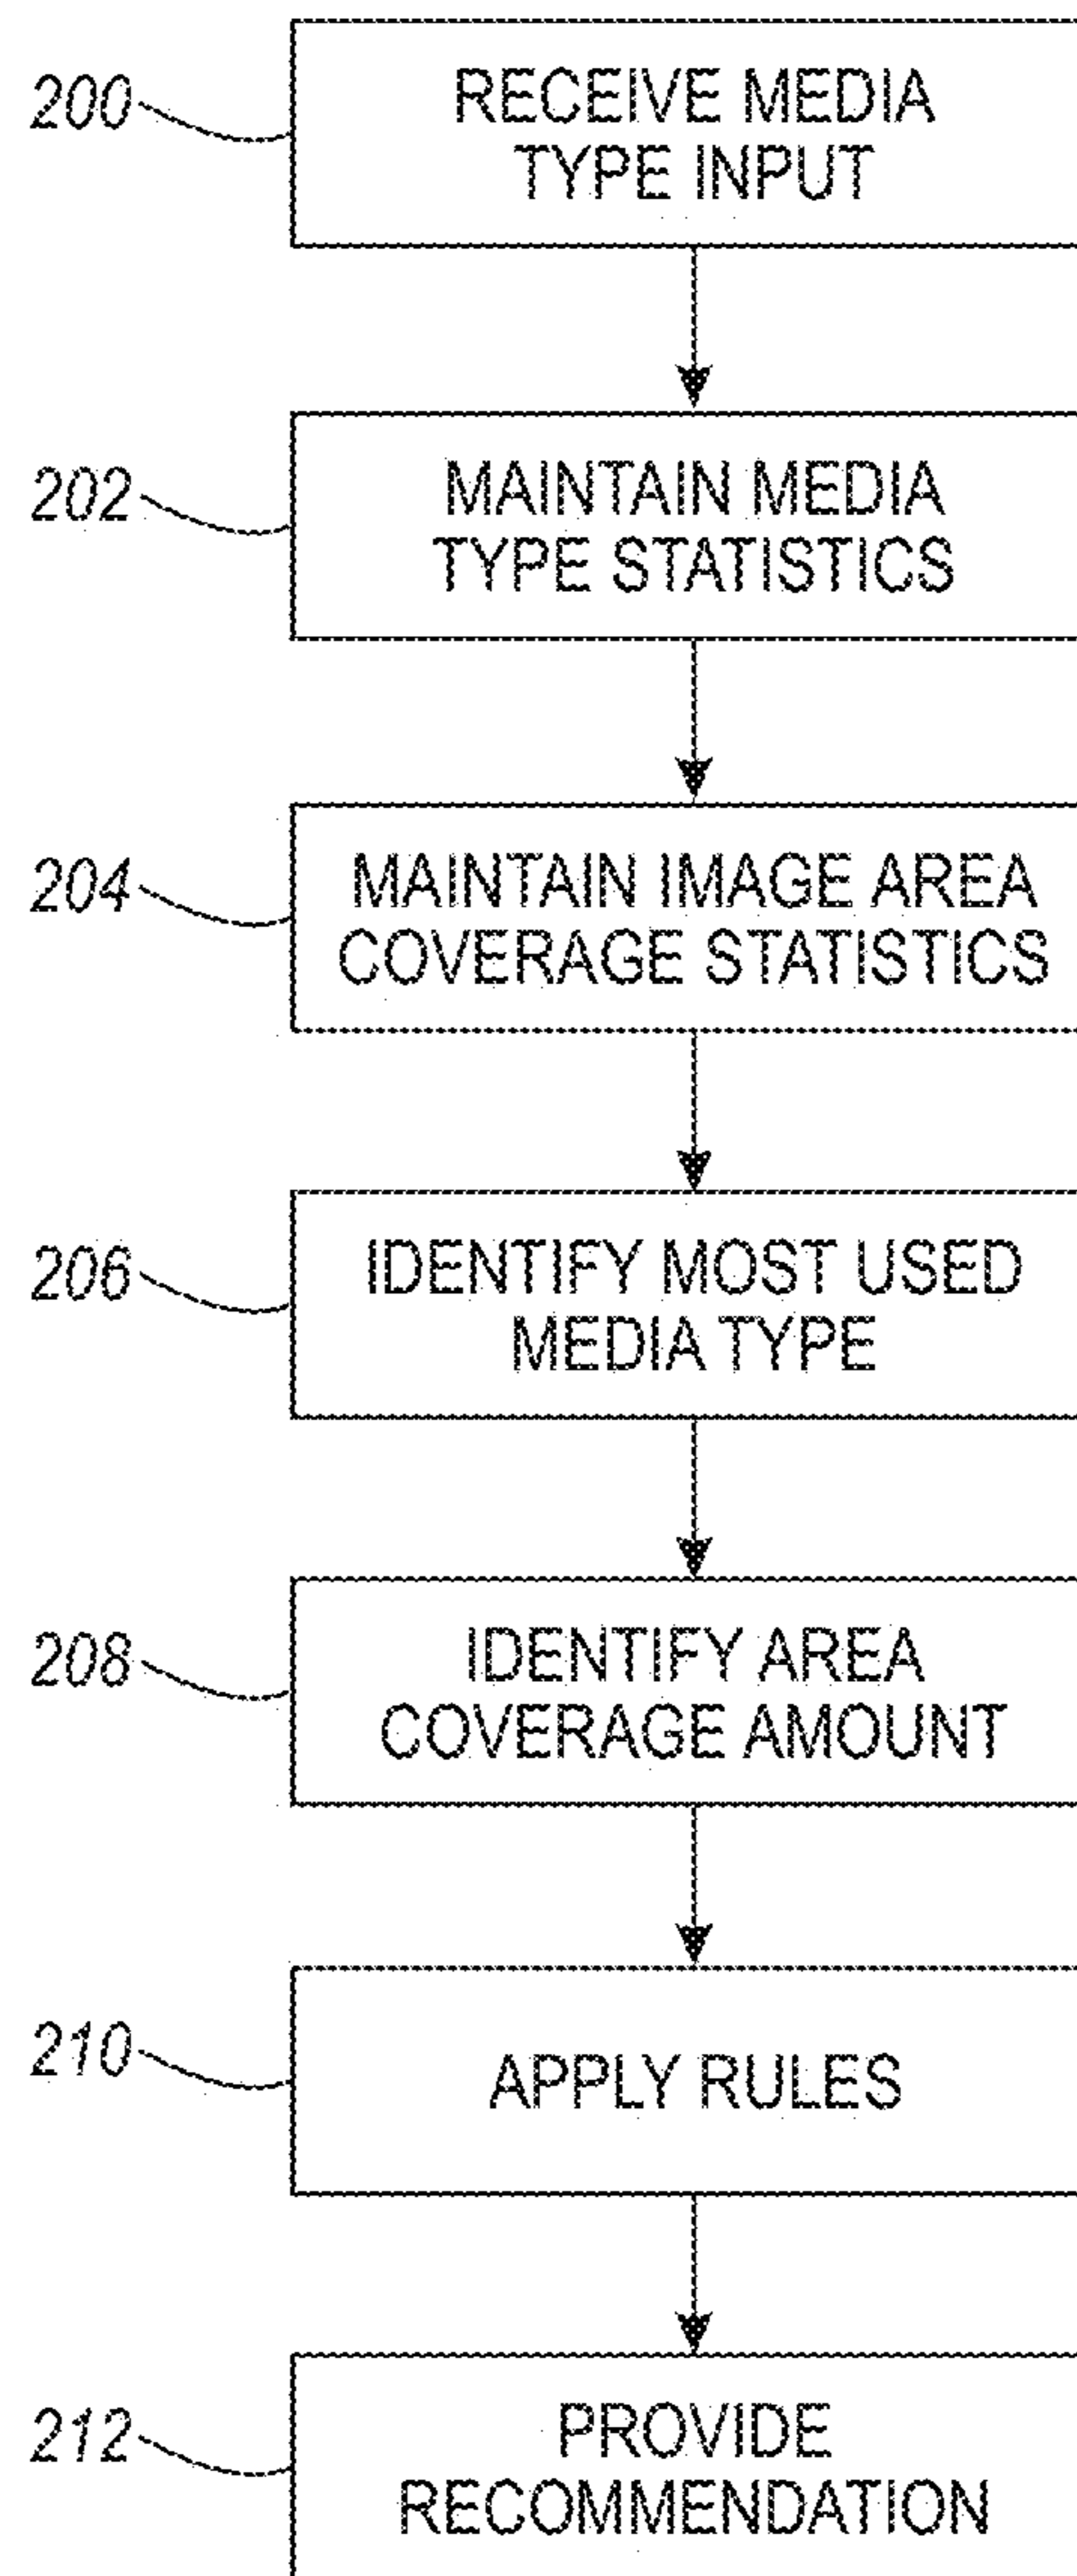 200
RECEIVE MEDIA
TYPE INPUT
202
MAINTAIN MEDIA
TYPE STATISTICS
204
MAINTAIN IMAGE AREA
COVERAGE STATISTICS
206
IDENTIFY MOST USED
MEDIA TYPE
208
IDENTIFY AREA
COVERAGE AMOUNT
210
APPLY RULES
212
PROVIDE
RECOMMENDATION